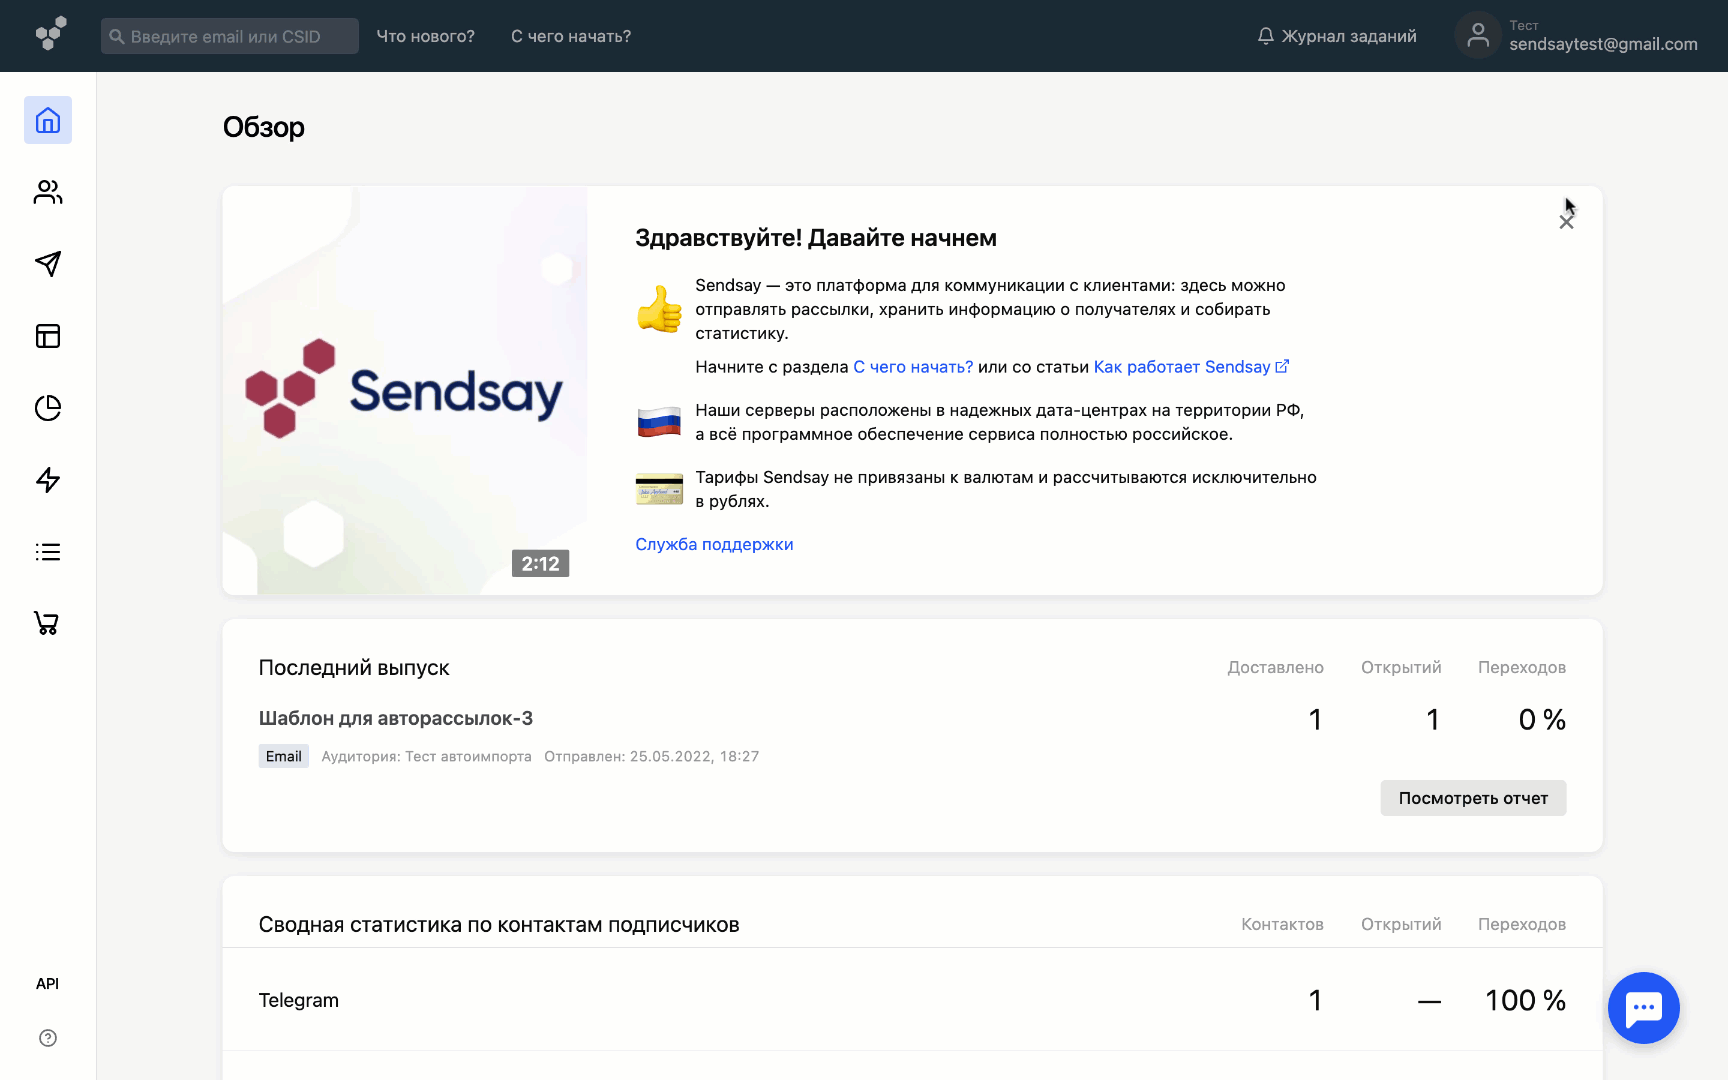 Введите email или CSID
Что нового?
С чего начать?
Журнал заданий
Тест
sendsaytest@gmail.com
Обзор
Sendsay
2:12
Здравствуйте! Давайте начнем
Sendsay — это платформа для коммуникации с клиентами: здесь можно
отправлять рассылки, хранить информацию о получателях и собирать
статистику.
Начните с раздела С чего начать? или со статьи Как работает Sendsay
Наши серверы расположены в надежных дата-центрах на территории РФ,
а всё программное обеспечение сервиса полностью российское.
Тарифы Sendsay не привязаны к валютам и рассчитываются исключительно
в рублях.
Служба поддержки
Последний выпуск
Доставлено Открытий Переходов
Шаблон для авторассылок-3
1 1 0 %
Email Аудитория: Тест автоимпорта Отправлен: 25.05.2022, 18:27
Посмотреть отчет
Сводная статистика по контактам подписчиков
Контактов Открытий Переходов
Telegram 1 — 100 %
API